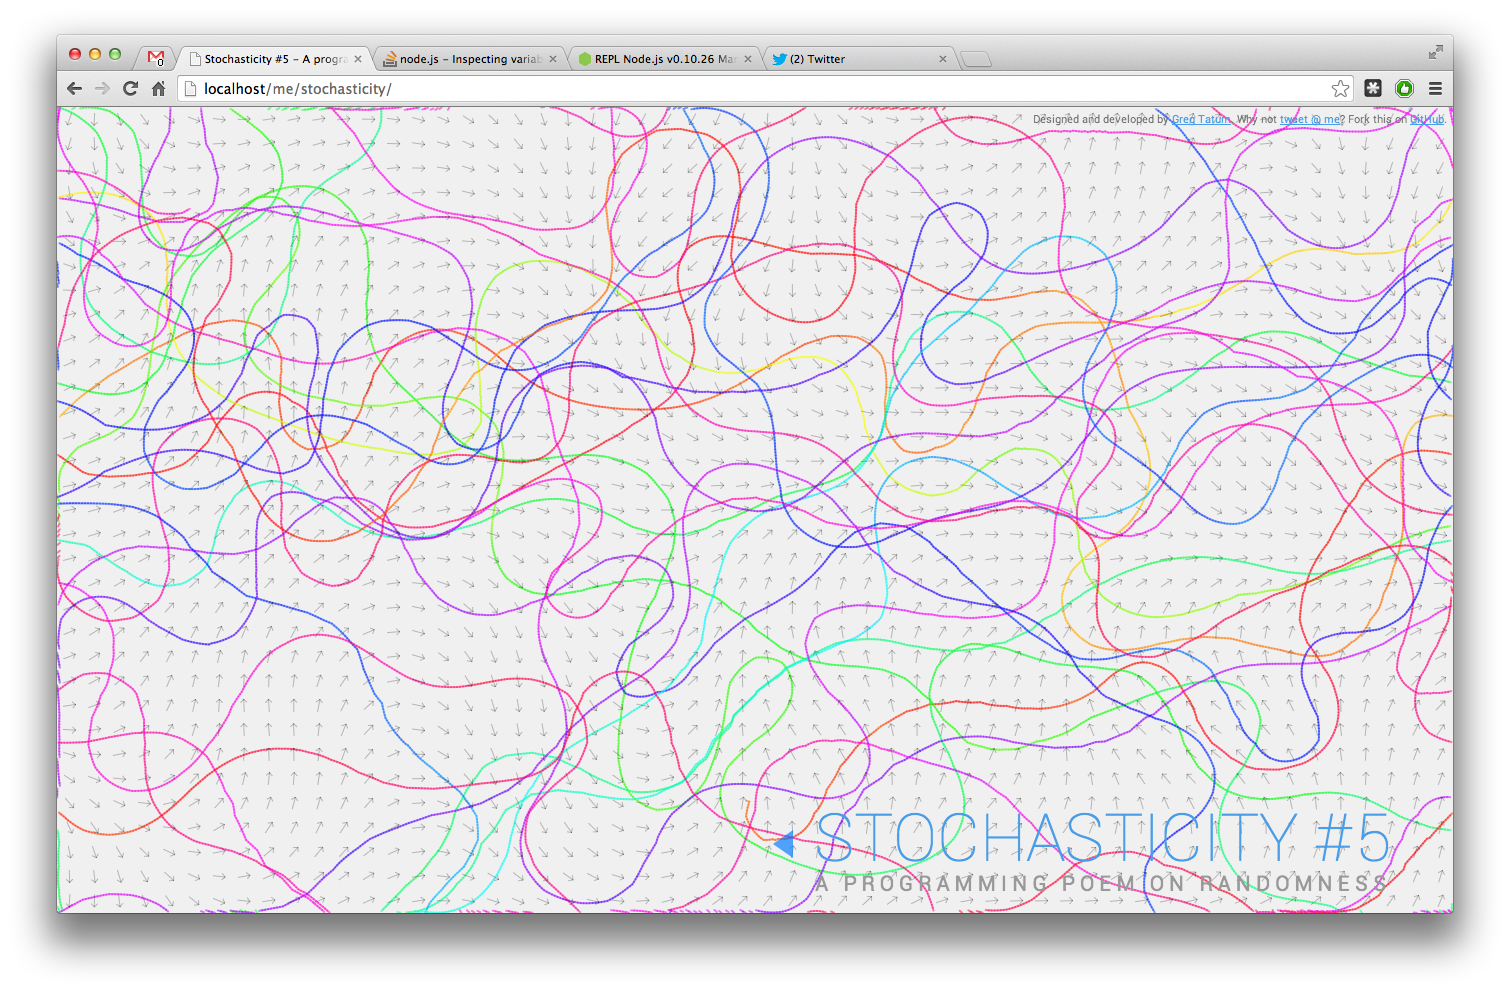 0
Stochasticity #5 – A progra
node.js - Inspecting variab
REPL Node.js v0.10.26 Ma
(2) Twitter
localhost/me/stochasticity/
Designed and developed by Greg Tatum. Why not tweet @ me? Fork this on GitHub.
STOCHASTICITY #5
A PROGRAMMING POEM ON RANDOMNESS